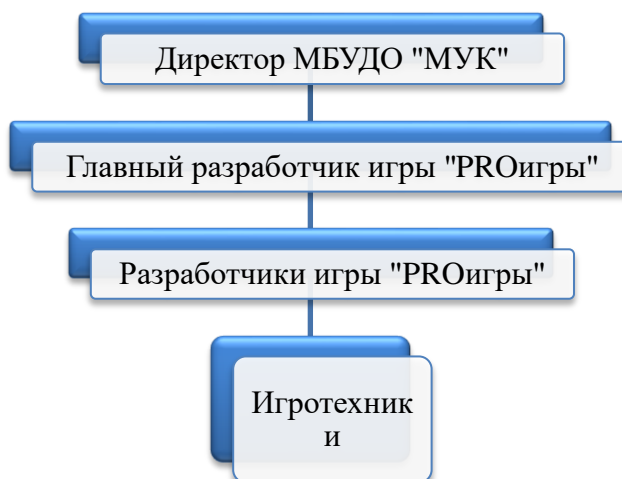 Директор МБУДО "МУК"
Главный разработчик игры "PROигры"
Разработчики игры "PROигры"
Игротехник
и